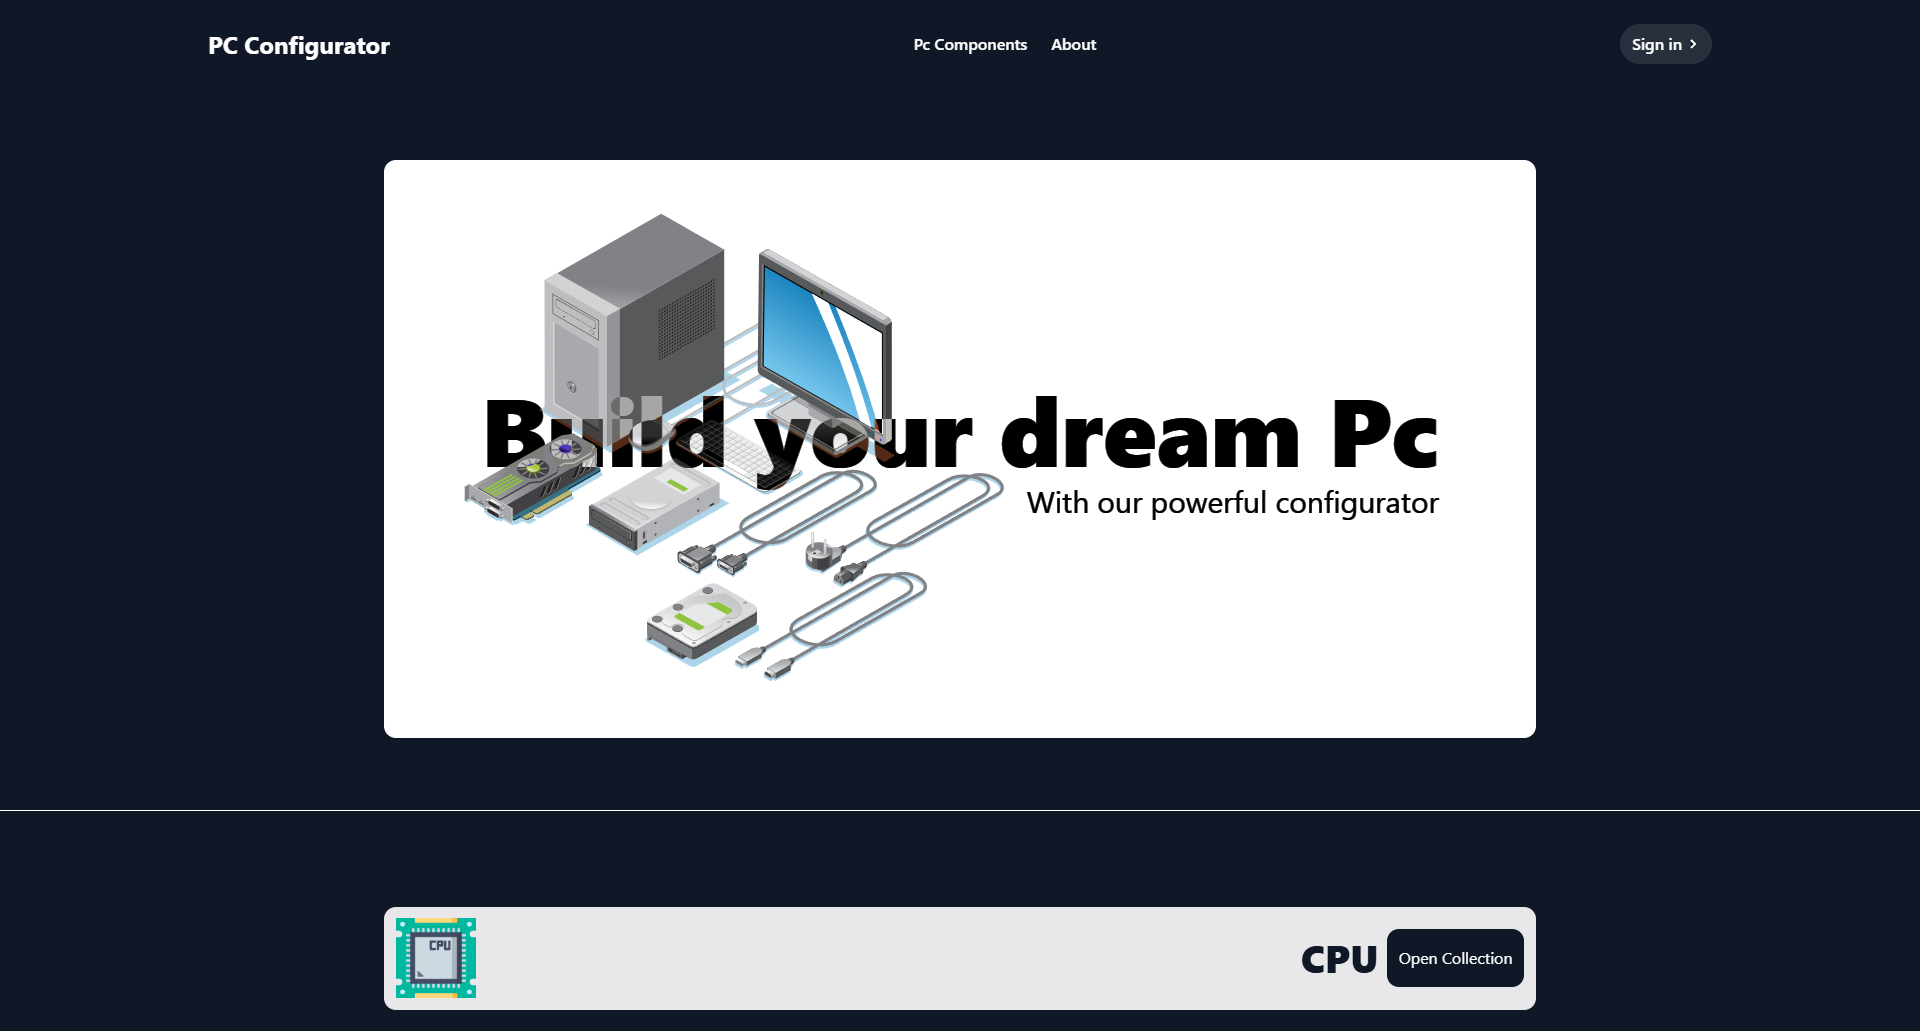 PC Configurator
Pc Components
About
Sign in
Build your dream Pc
With our powerful configurator
CPU
CPU
Open Collection